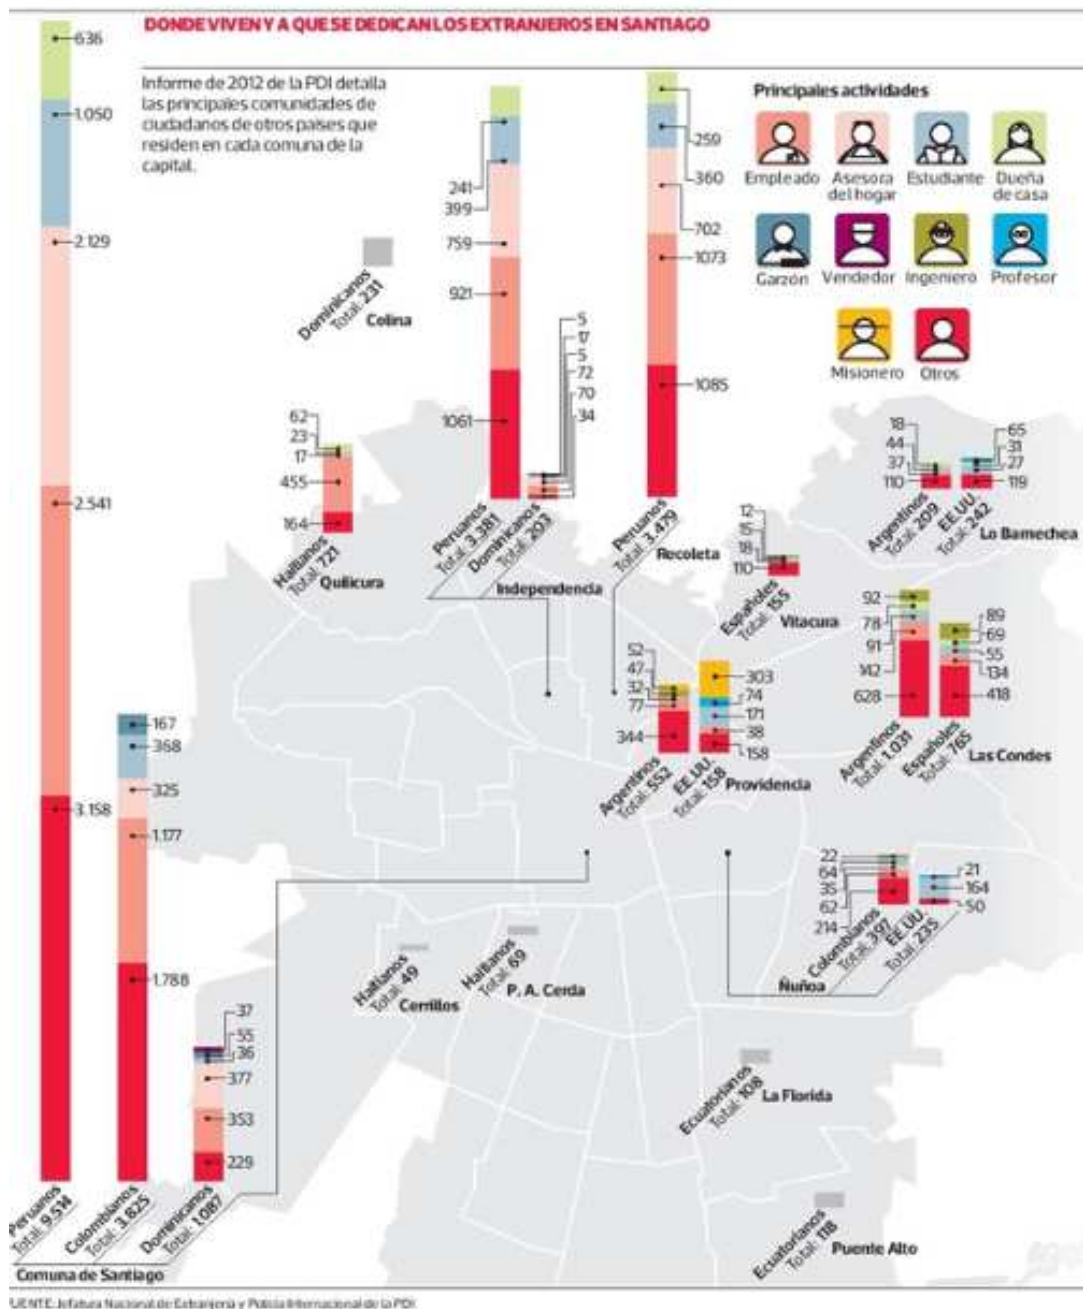 DONDE VIVEN Y A QUE SE DEDICAN LOS EXTRANJEROS EN SANTIAGO
Informe de 2012 de la PDI detalla
las principales comunidades de
ciudadanos de otros países que
residen en cada comuna de la
capital.
Principales actividades
Empleado
Asesora
del hogar
Estudiante
Dueña
de casa
Garzón
Vendedor
Ingeniero
Profesor
Misionero
Otros
636
1.050
2.129
2.541
3.158
Peruanos
Total: 9.514
167
368
325
1.177
1.788
Colombianos
Total: 3.825
37
55
36
377
353
229
Dominicanos
Total: 1.087
Comuna de Santiago
Dominicanos
Total: 231
Colina
62
23
17
455
164
Haitianos
Total: 721
Quilicura
241
399
759
921
1061
Peruanos
Total: 3.381
5
17
5
72
70
34
Dominicanos
Total: 203
Independencia
259
360
702
1073
1085
Peruanos
Total: 3.479
Recoleta
12
15
18
110
Españoles
Total: 155
Vitacura
18
44
37
110
Argentinos
Total: 209
65
31
27
119
EE.UU.
Total: 242
Lo Barnechea
92
78
91
142
628
Argentinos
Total: 1.031
89
69
55
134
418
Españoles
Total: 765
Las Condes
52
47
32
77
344
Argentinos
Total: 552
303
74
171
38
158
EE.UU.
Total: 158
Providencia
22
64
35
62
214
Colombianos
Total: 397
21
164
50
EE.UU.
Total: 235
Ñuñoa
Haitianos
Total: 49
Cerrillos
Haitianos
Total: 69
P. A. Cerda
Ecuatorianos
Total: 108
La Florida
Ecuatorianos
Total: 118
Puente Alto
FUENTE: Jefatura Nacional de Extranjería y Policía Internacional de la PDI.